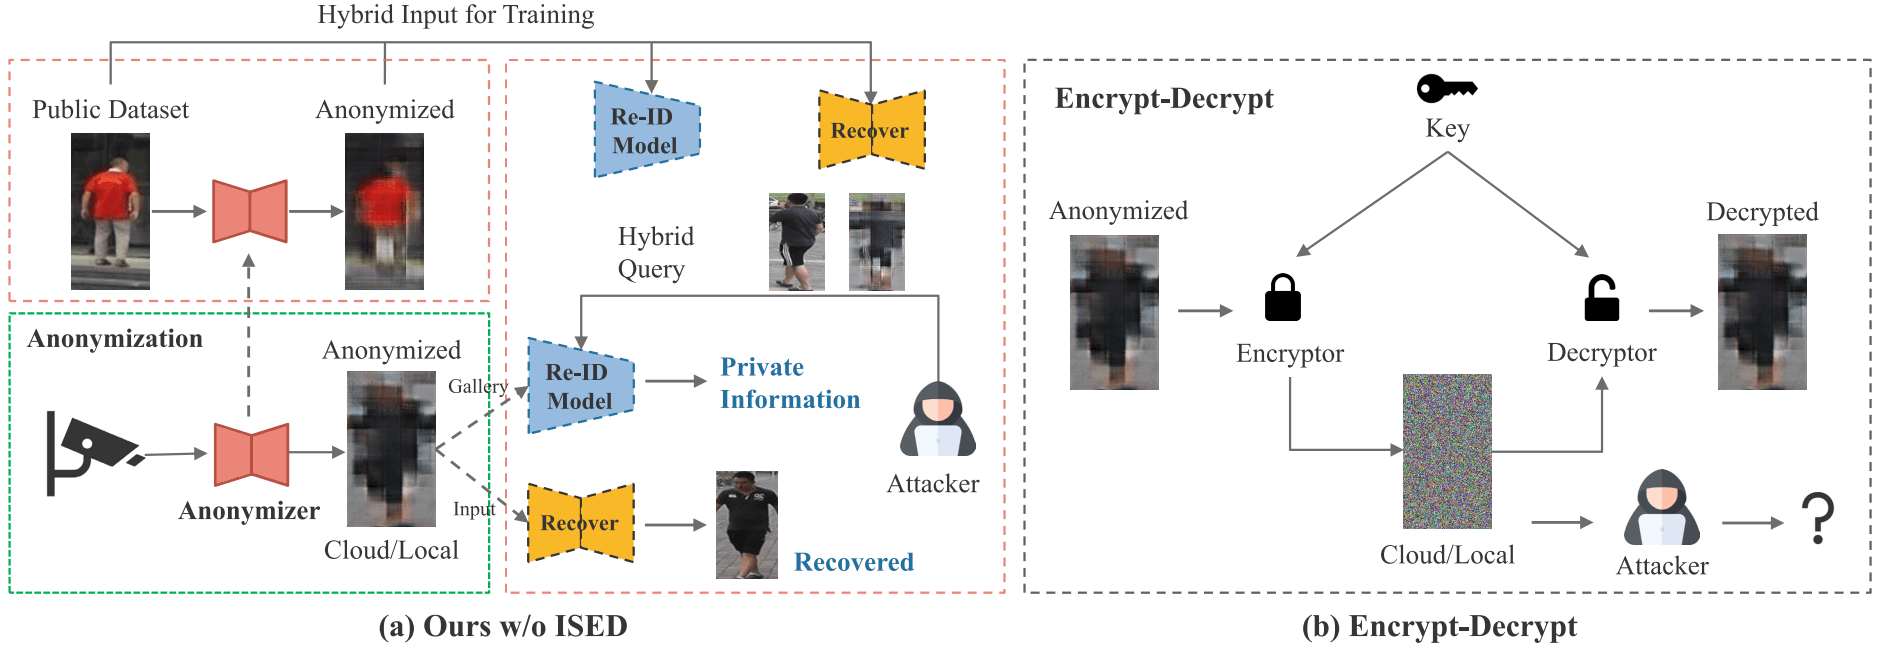 Hybrid Input for Training
Public Dataset
Anonymized
Re-ID
Model
Recover
Hybrid
Query
Anonymization
Anonymized
Gallery
Re-ID
Model
Private
Information
Anonymizer
Input
Recover
Attacker
Cloud/Local
Recovered
(a) Ours w/o ISED
Encrypt-Decrypt
Key
Anonymized
Decrypted
Encryptor
Decryptor
Cloud/Local
Attacker
?
(b) Encrypt-Decrypt